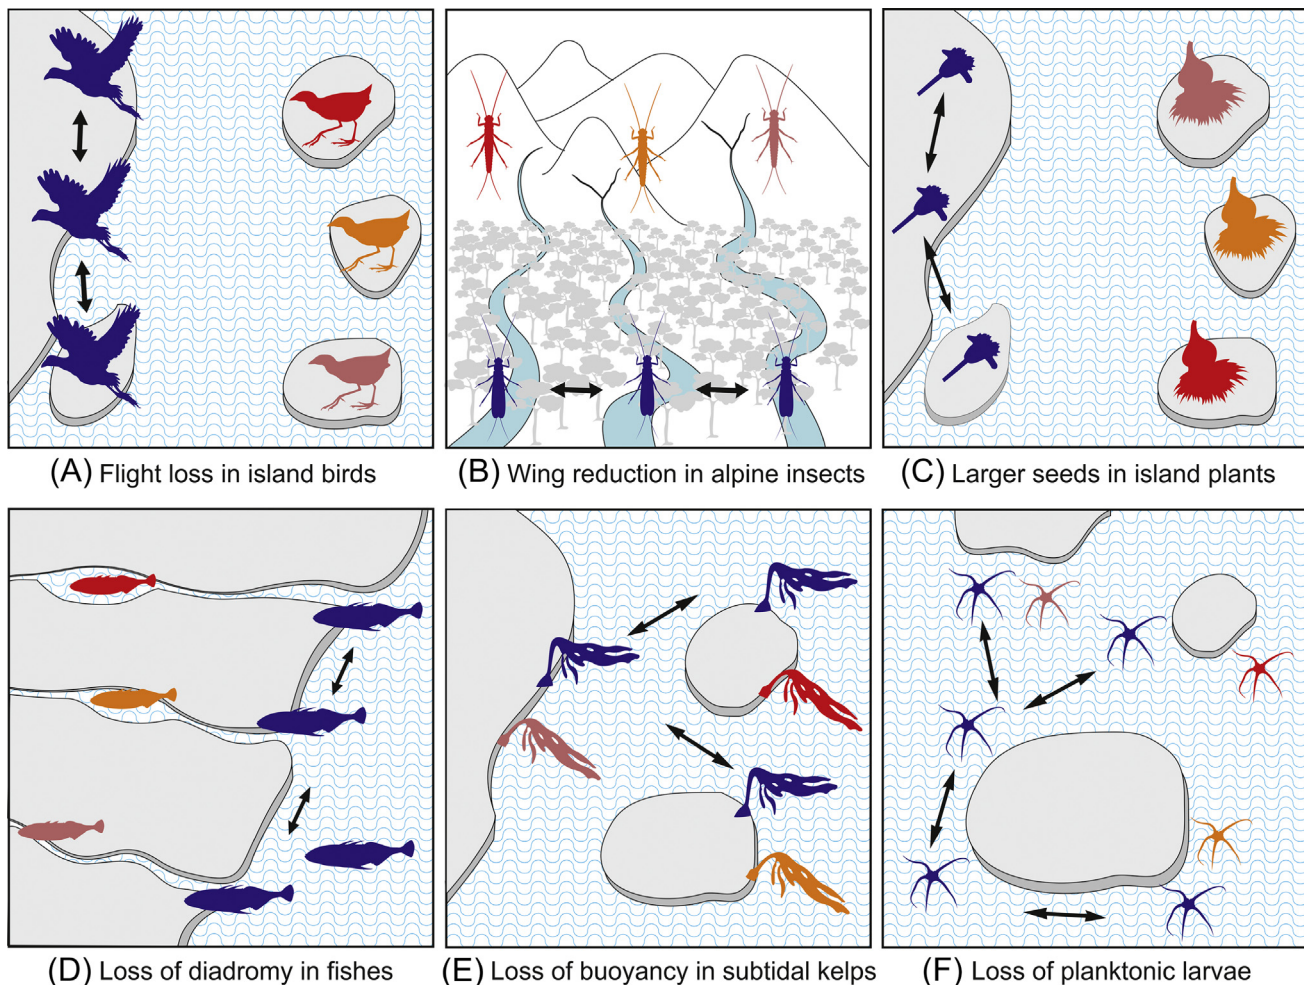 (A) Flight loss in island birds
(B) Wing reduction in alpine insects
(C) Larger seeds in island plants
(D) Loss of diadromy in fishes
(E) Loss of buoyancy in subtidal kelps
(F) Loss of planktonic larvae